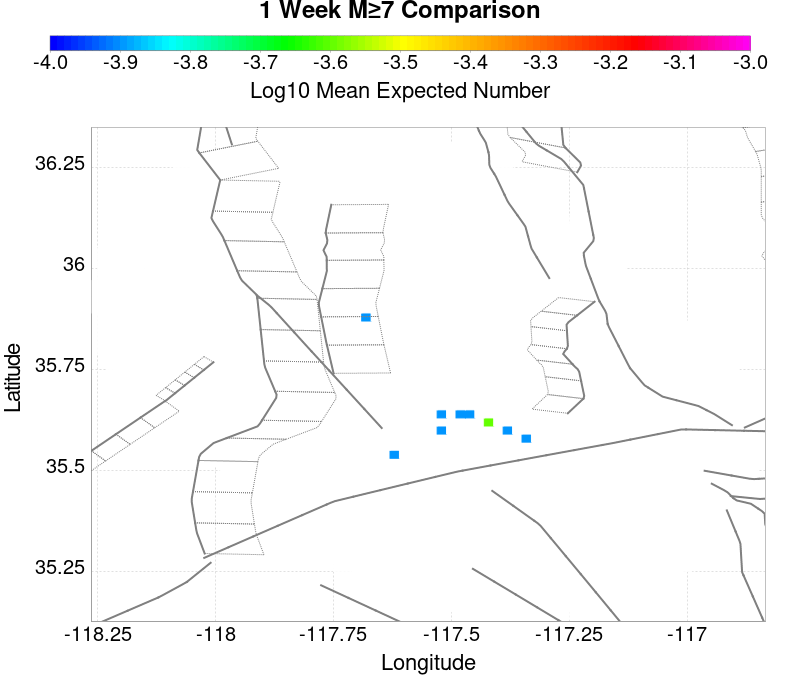 1 Week M≥7 Comparison
-4.0 -3.9 -3.8 -3.7 -3.6 -3.5 -3.4 -3.3 -3.2 -3.1 -3.0
Log10 Mean Expected Number
36.25
36
35.75
35.5
35.25
Latitude
-118.25 -118 -117.75 -117.5 -117.25 -117
Longitude